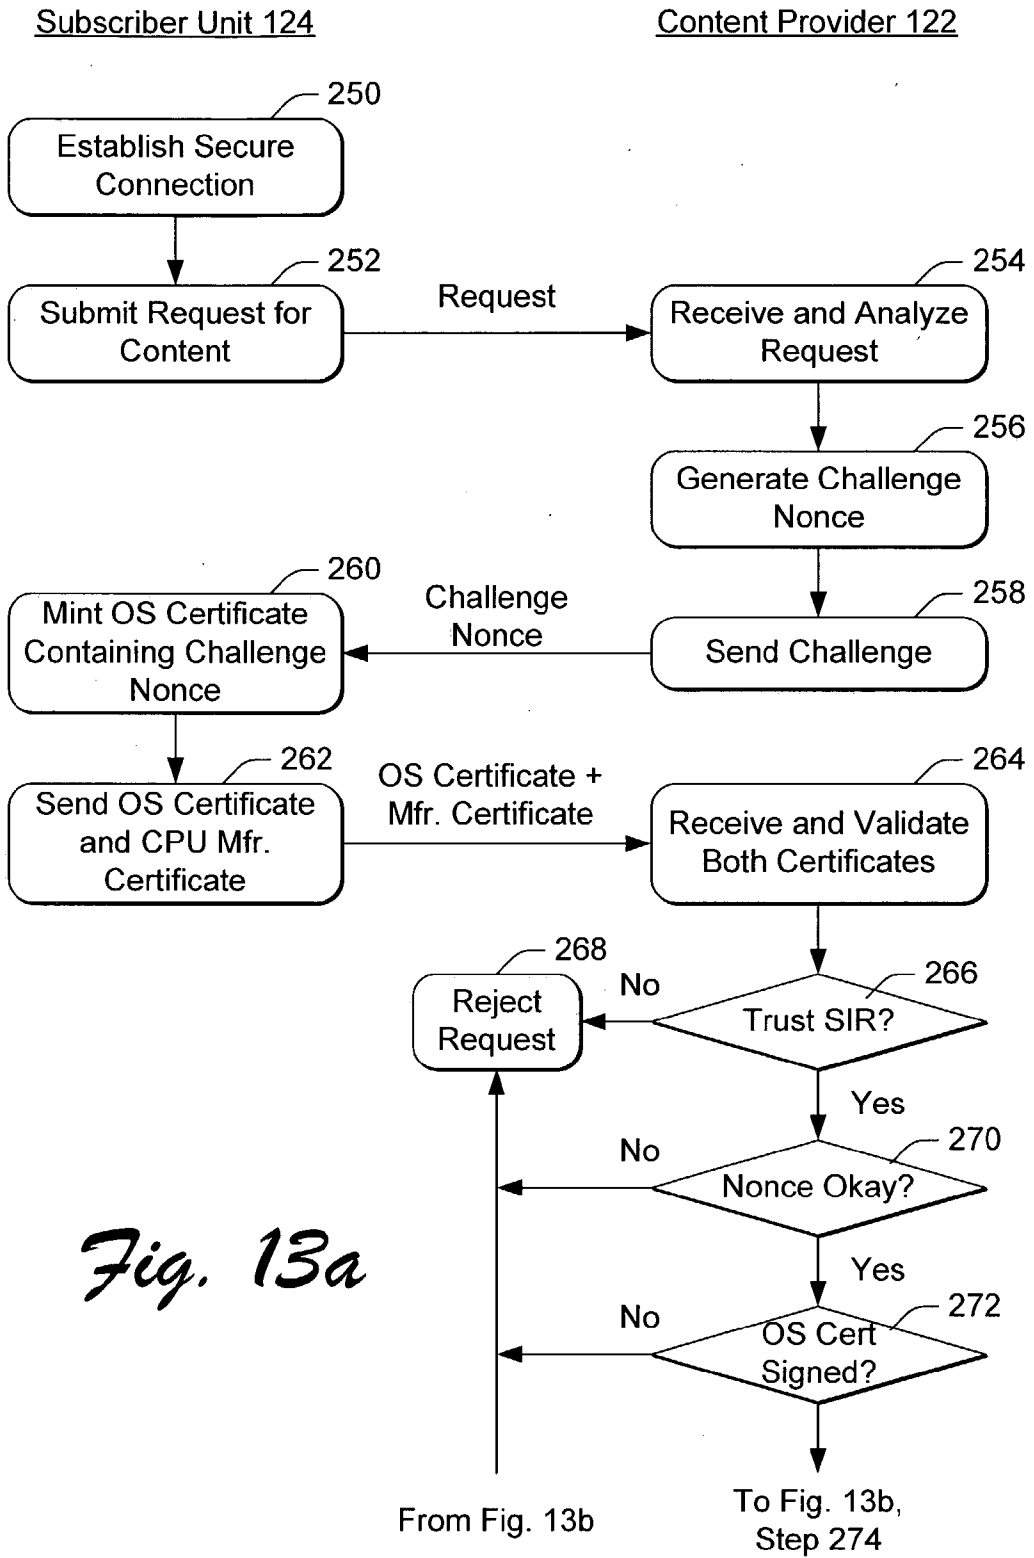 Subscriber Unit 124
Content Provider 122
250
Establish Secure
Connection
252
Submit Request for
Content
Request
254
Receive and Analyze
Request
256
Generate Challenge
Nonce
258
Send Challenge
Challenge
Nonce
260
Mint OS Certificate
Containing Challenge
Nonce
262
Send OS Certificate
and CPU Mfr.
Certificate
OS Certificate +
Mfr. Certificate
264
Receive and Validate
Both Certificates
266
Trust SIR?
No
268
Reject
Request
Yes
270
Nonce Okay?
No
Yes
272
OS Cert
Signed?
No
Fig. 13a
From Fig. 13b
To Fig. 13b,
Step 274